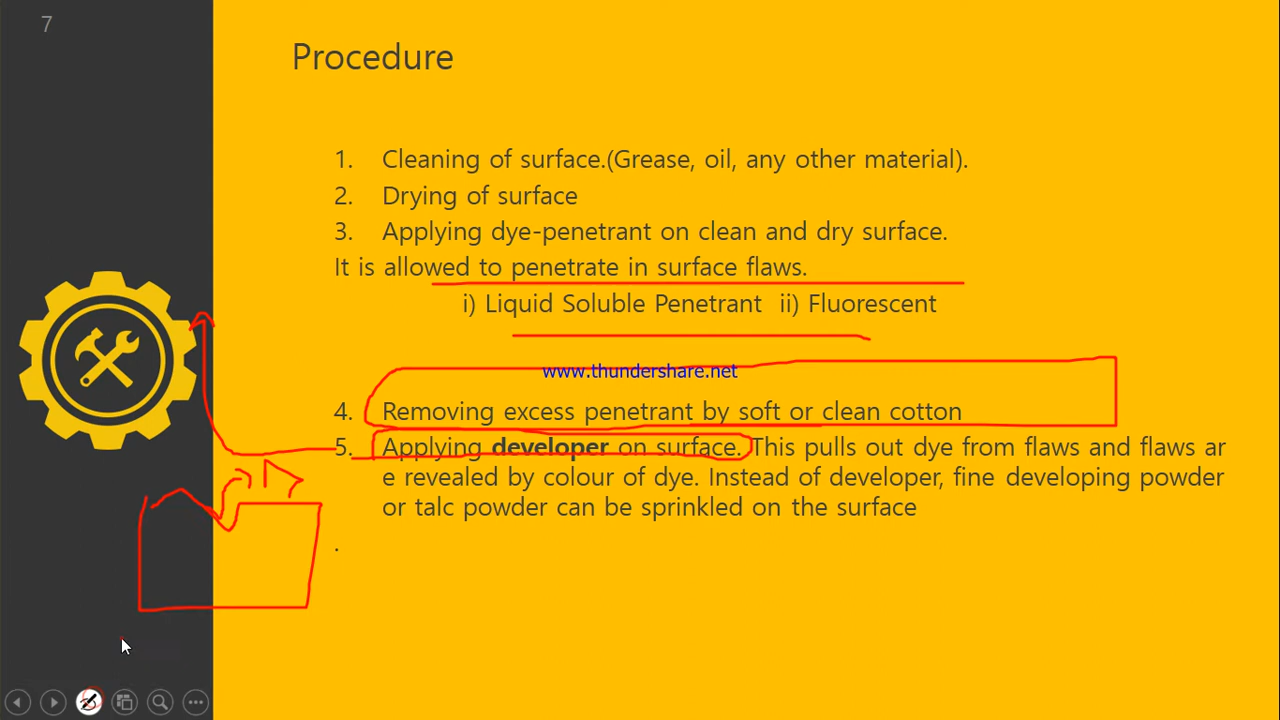 7
Procedure
1. Cleaning of surface.(Grease, oil, any other material).
2. Drying of surface
3. Applying dye-penetrant on clean and dry surface.
It is allowed to penetrate in surface flaws.
i) Liquid Soluble Penetrant ii) Fluorescent
www.thundershare.net
4. Removing excess penetrant by soft or clean cotton
5. Applying developer on surface. This pulls out dye from flaws and flaws ar
e revealed by colour of dye. Instead of developer, fine developing powder
or talc powder can be sprinkled on the surface
.